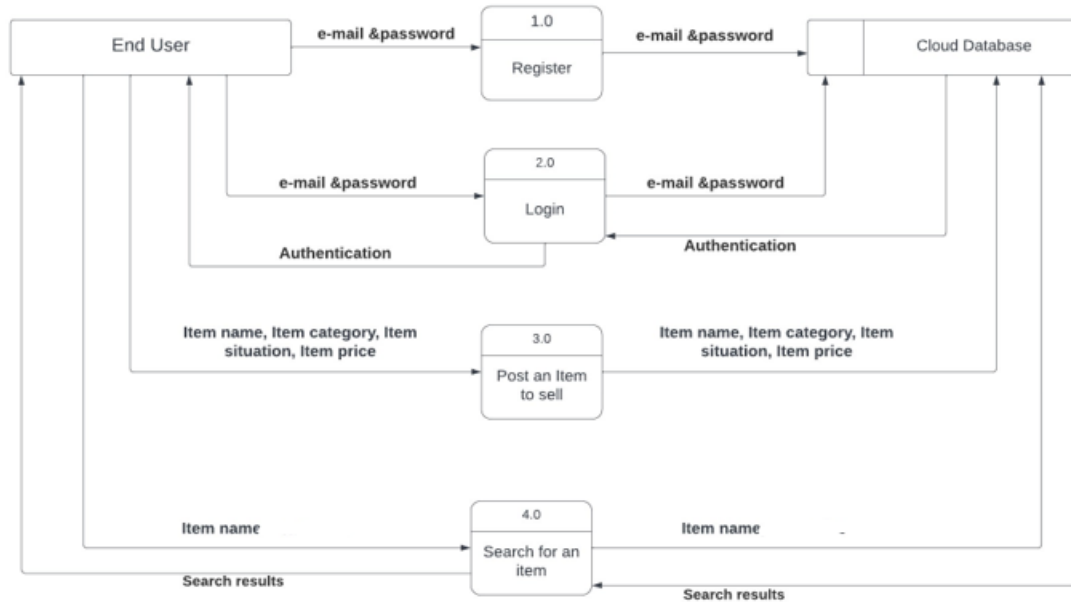 End User
e-mail &password
1.0
Register
e-mail &password
Cloud Database
e-mail &password
2.0
Login
e-mail &password
Authentication
Authentication
Item name, Item category, Item
situation, Item price
3.0
Post an Item
to sell
Item name, Item category, Item
situation, Item price
Item name
4.0
Search for an
item
Item name
Search results
Search results